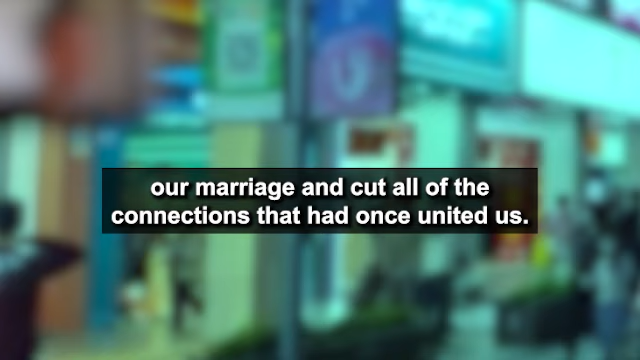 our marriage and cut all of the
connections that had once united us.